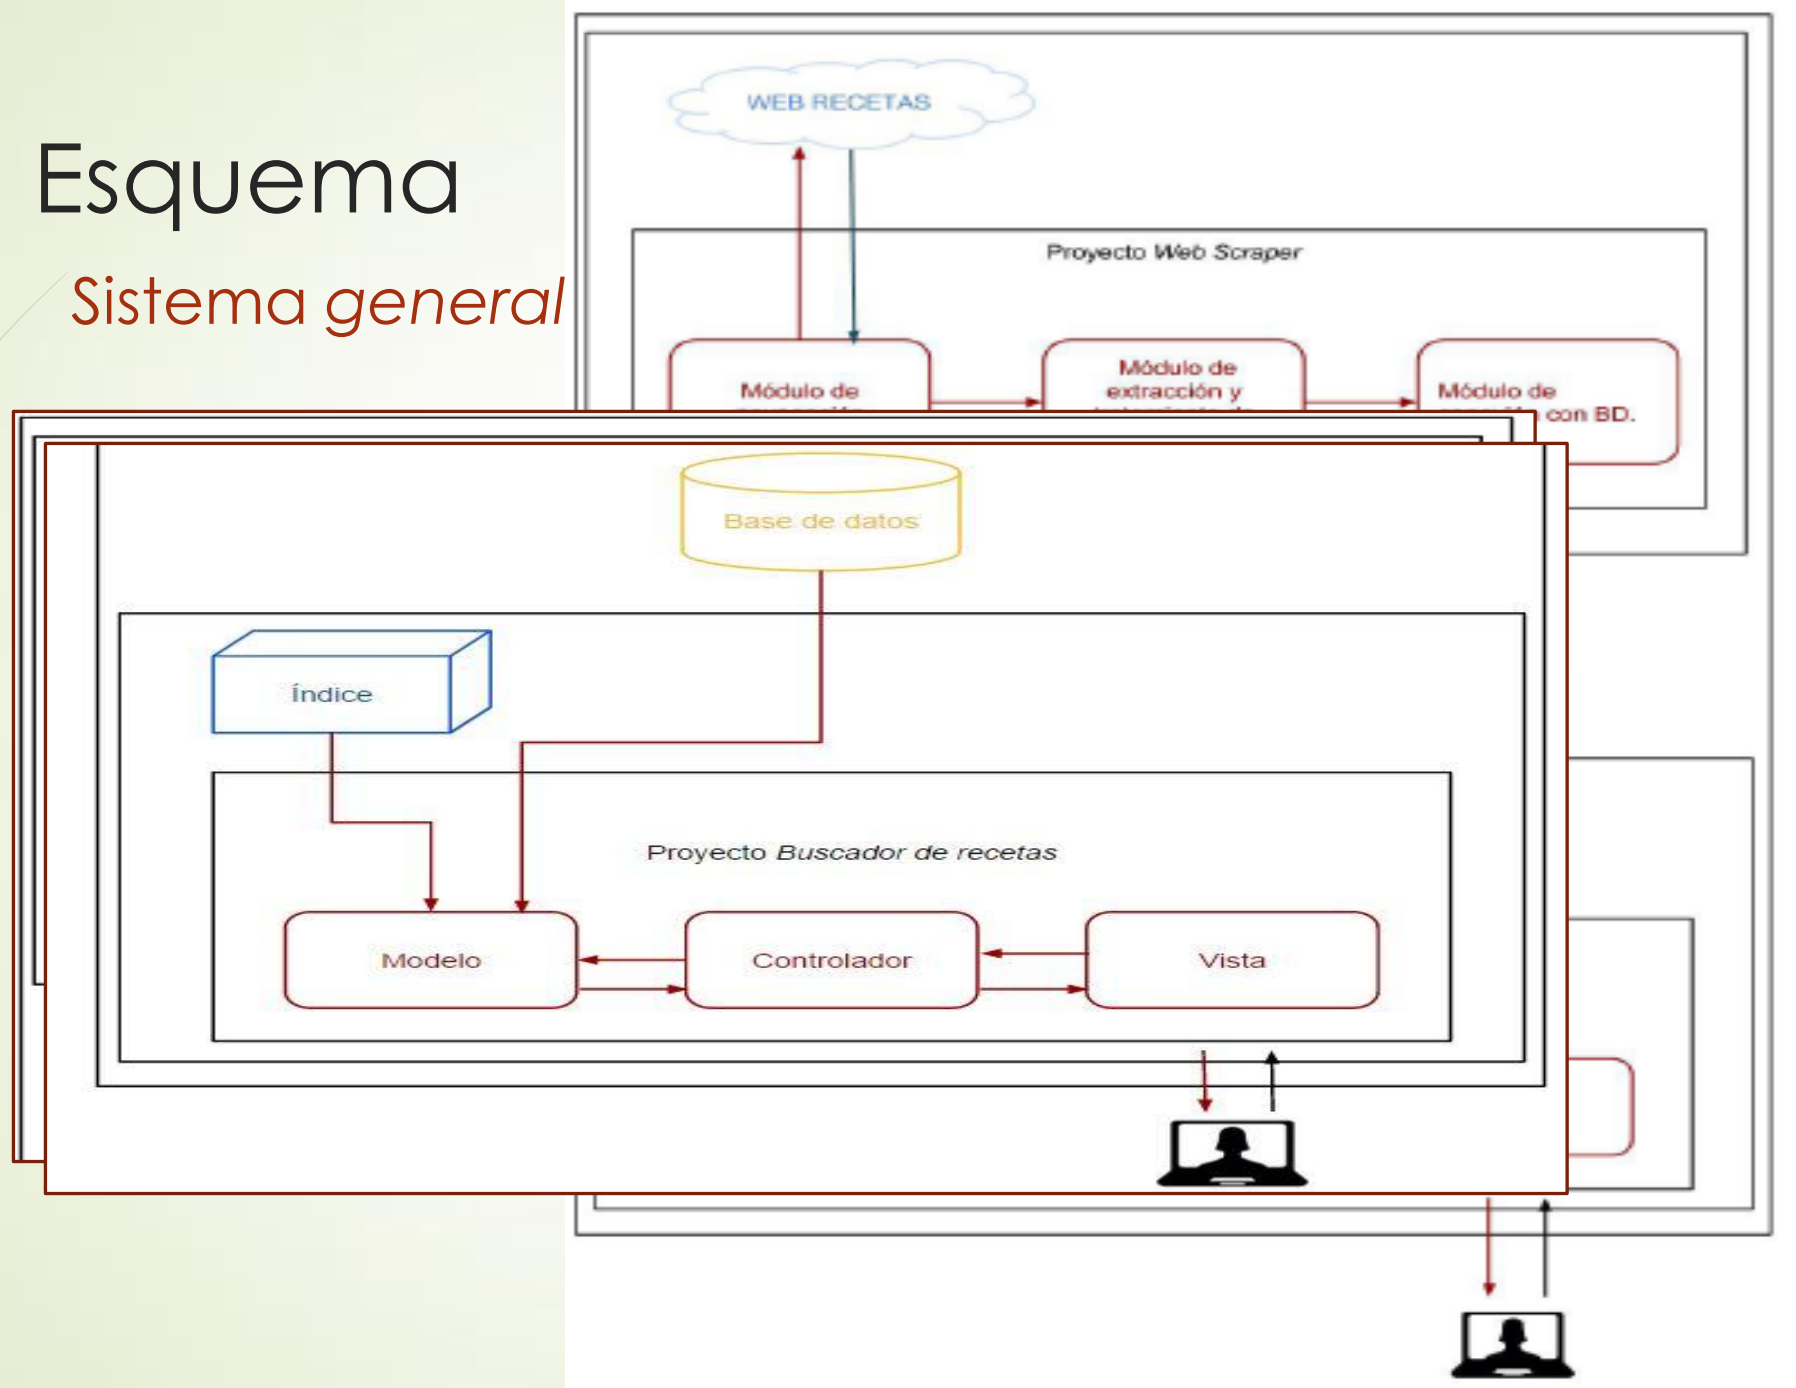 Esquema
Sistema general
WEB RECETAS
Proyecto Web Scraper
Módulo de
Módulo de
extracción y
Módulo de
con BD.
Base de datos
Índice
Proyecto Buscador de recetas
Modelo
Controlador
Vista